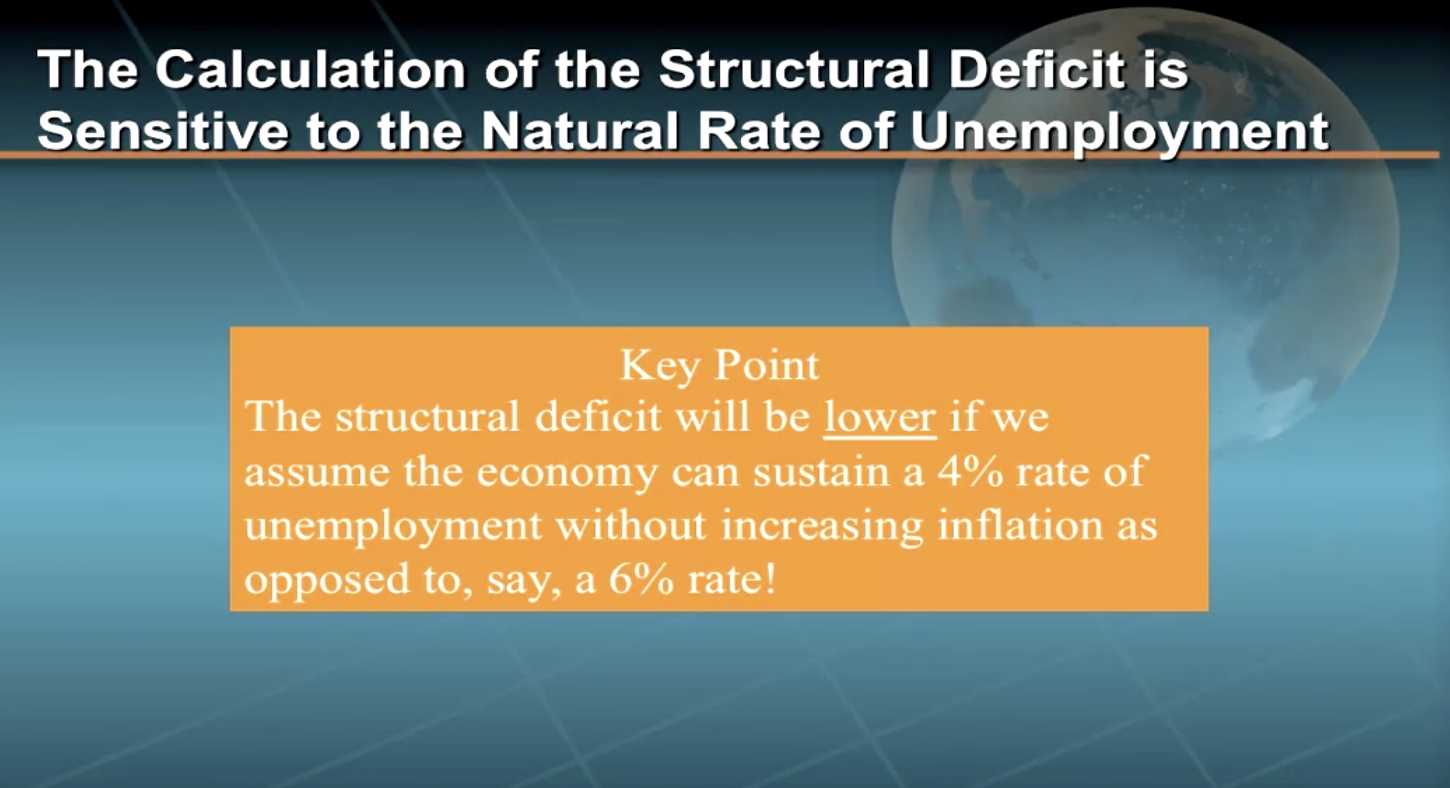 The Calculation of the Structural Deficit is
Sensitive to the Natural Rate of Unemployment
Key Point
The structural deficit will be lower if we
assume the economy can sustain a 4% rate of
unemployment without increasing inflation as
opposed to, say, a 6% rate!